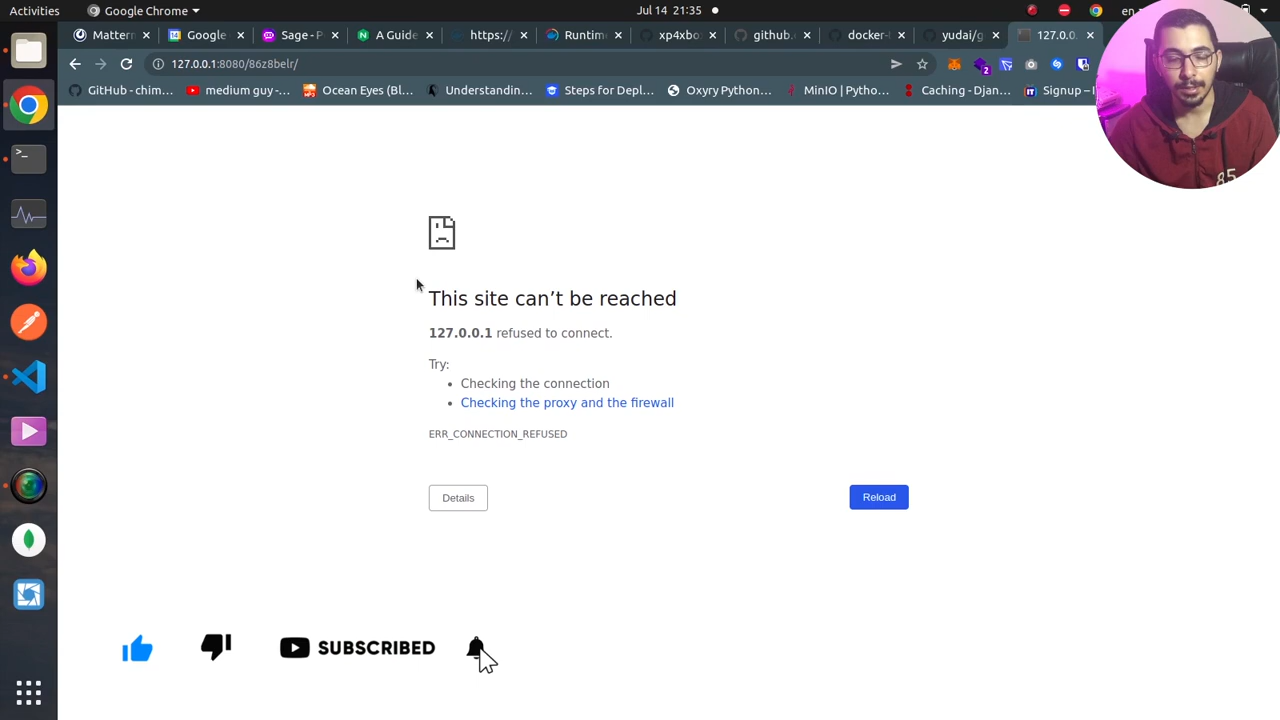 Activities
Google Chrome
Jul 14 21:35
en
Mattern
Google
Sage - P
A Guide
https://
Runtim
xp4xbo
github.c
docker-l
yudai/g
127.0.0.
127.0.0.1:8080/86z8belr/
2
GitHub - chim...
medium guy -...
Ocean Eyes (Bl...
Understandin...
Steps for Depl...
Oxyry Python...
MinIO | Pytho...
Caching - Djan...
Signup – I
85
This site can’t be reached
127.0.0.1 refused to connect.
Try:
• Checking the connection
• Checking the proxy and the firewall
ERR_CONNECTION_REFUSED
Details
Reload
SUBSCRIBED